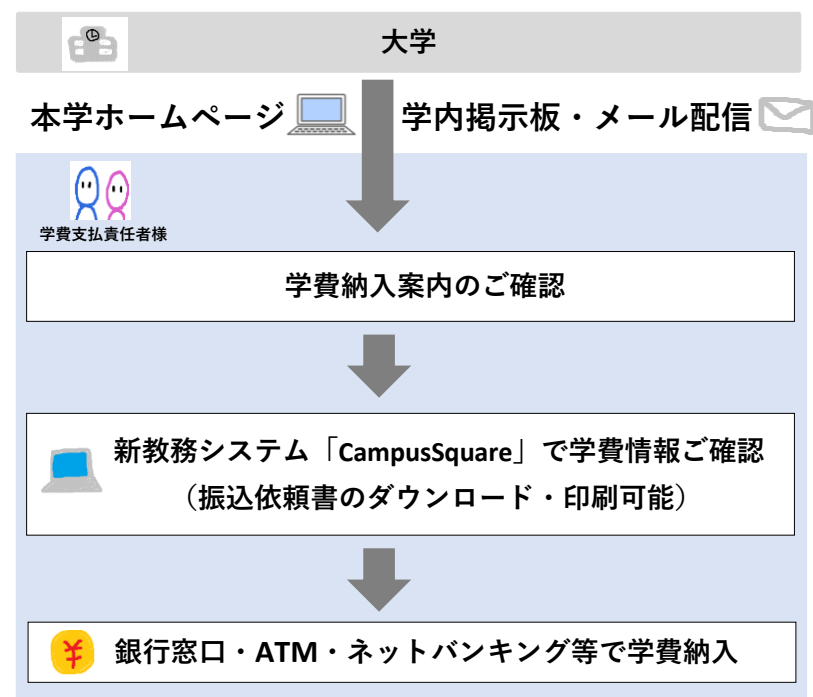 大学
本学ホームページ 学内掲示板・メール配信
学費支払責任者様
学費納入案内のご確認
新教務システム「CampusSquare」で学費情報ご確認
（振込依頼書のダウンロード・印刷可能）
¥ 銀行窓口・ATM・ネットバンキング等で学費納入